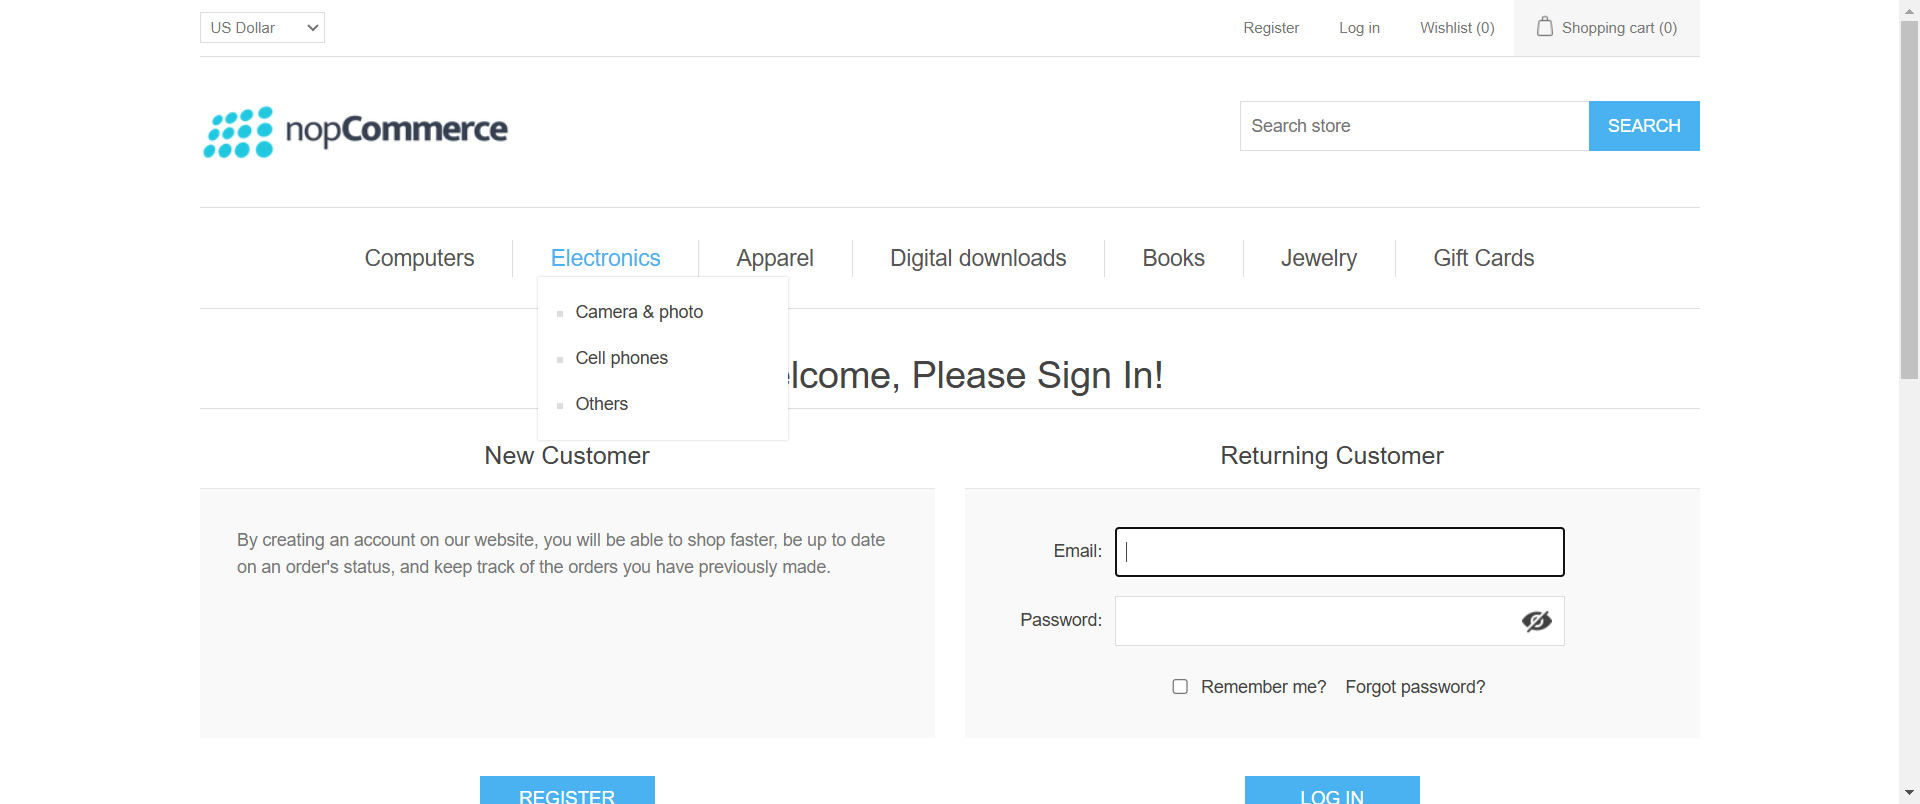 US Dollar
Register
Log in
Wishlist (0)
Shopping cart (0)
nopCommerce
Search store
SEARCH
Computers
Electronics
Apparel
Digital downloads
Books
Jewelry
Gift Cards
Camera & photo
Cell phones
Others
lcome, Please Sign In!
New Customer
Returning Customer
By creating an account on our website, you will be able to shop faster, be up to date
on an order's status, and keep track of the orders you have previously made.
Email:
Password:
Remember me?
Forgot password?
REGISTER
LOG IN